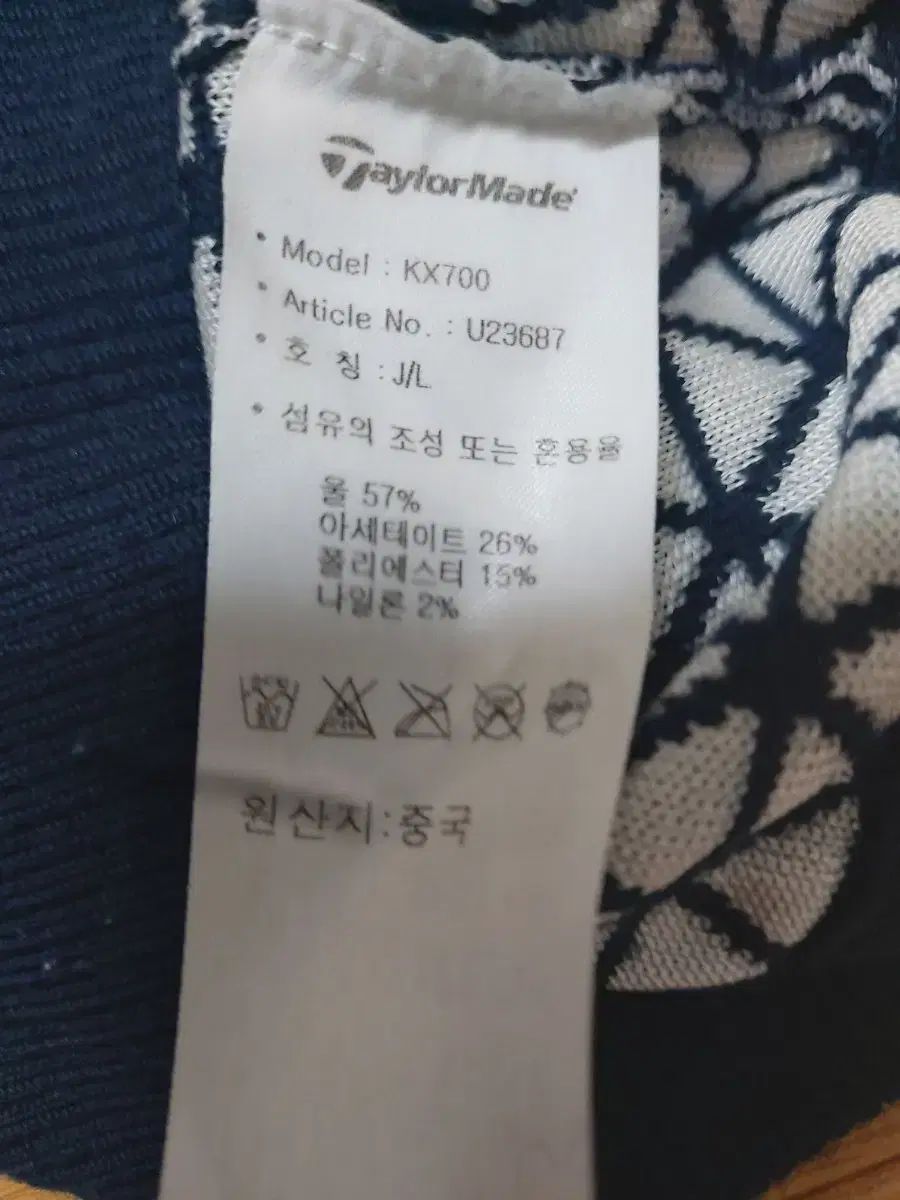 TaylorMade
• Model : KX700
• Article No. : U23687
• 호 칭 : J/L
• 섬유의 조성 또는 혼용율
울 57%
아세테이트 26%
폴리에스터 15%
나일론 2%
원산지:중국